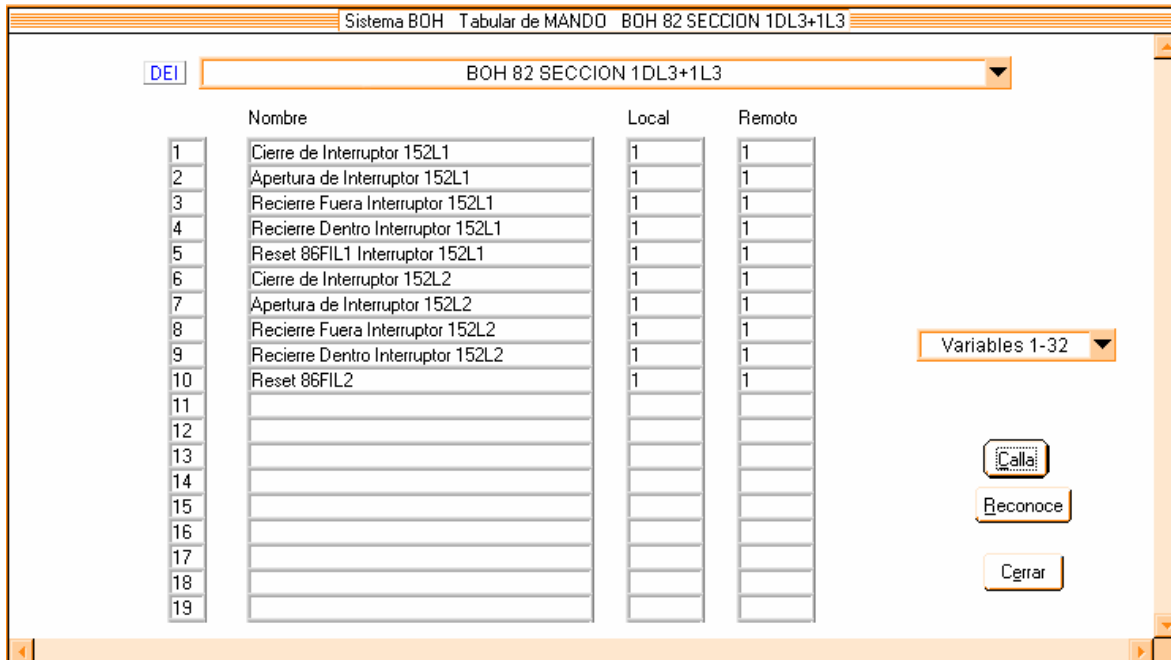 Sistema BOH Tabular de MANDO BOH 82 SECCION 1DL3+1L3
DEI BOH 82 SECCION 1DL3+1L3
Nombre Local Remoto
1 Cierre de Interruptor 152L1 1 1
2 Apertura de Interruptor 152L1 1 1
3 Recierre Fuera Interruptor 152L1 1 1
4 Recierre Dentro Interruptor 152L1 1 1
5 Reset 86FIL1 Interruptor 152L1 1 1
6 Cierre de Interruptor 152L2 1 1
7 Apertura de Interruptor 152L2 1 1
8 Recierre Fuera Interruptor 152L2 1 1
9 Recierre Dentro Interruptor 152L2 1 1
10 Reset 86FIL2 1 1
11
12
13
14
15
16
17
18
19
Variables 1-32
Calla
Reconoce
Cerrar